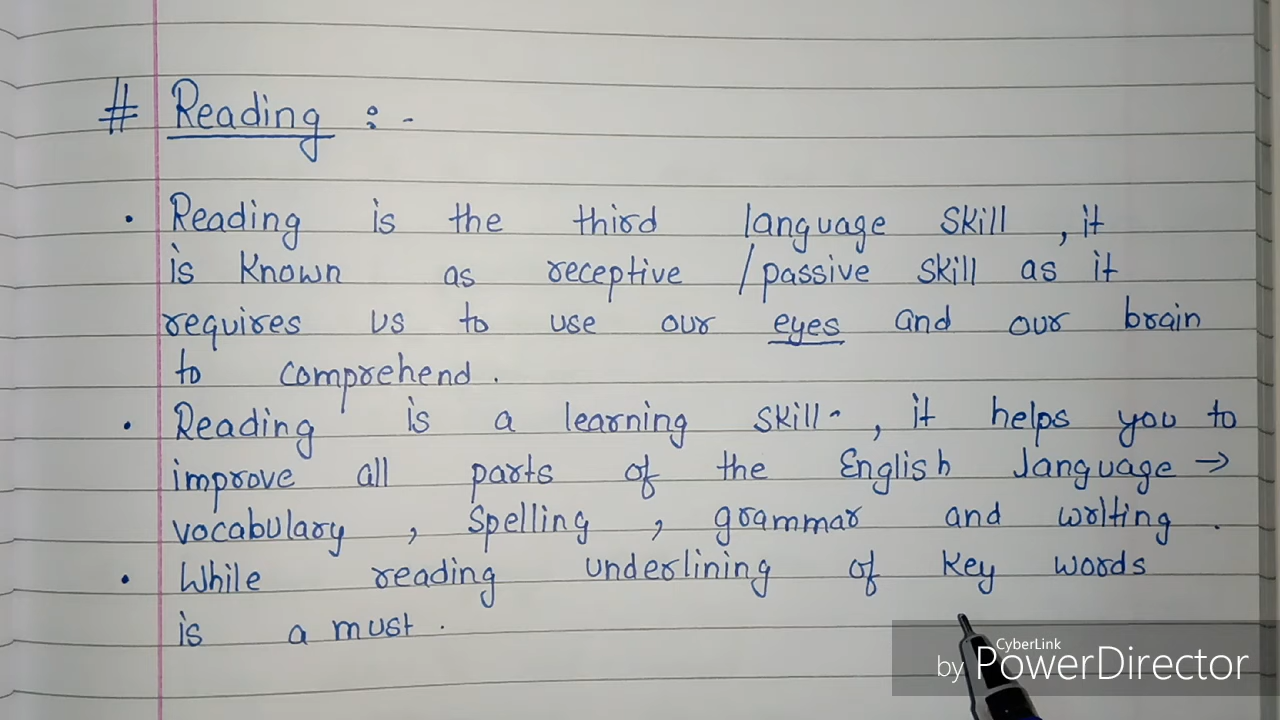 # Reading :-
• Reading is the third language skill, it
is known as receptive / passive skill as it
requires us to use our eyes and our brain
to comprehend.
• Reading is a learning skill, it helps you to
improve all parts of the English language →
vocabulary, spelling, grammar and writing.
• While reading underlining of key words
is a must.
CyberLink
by PowerDirector